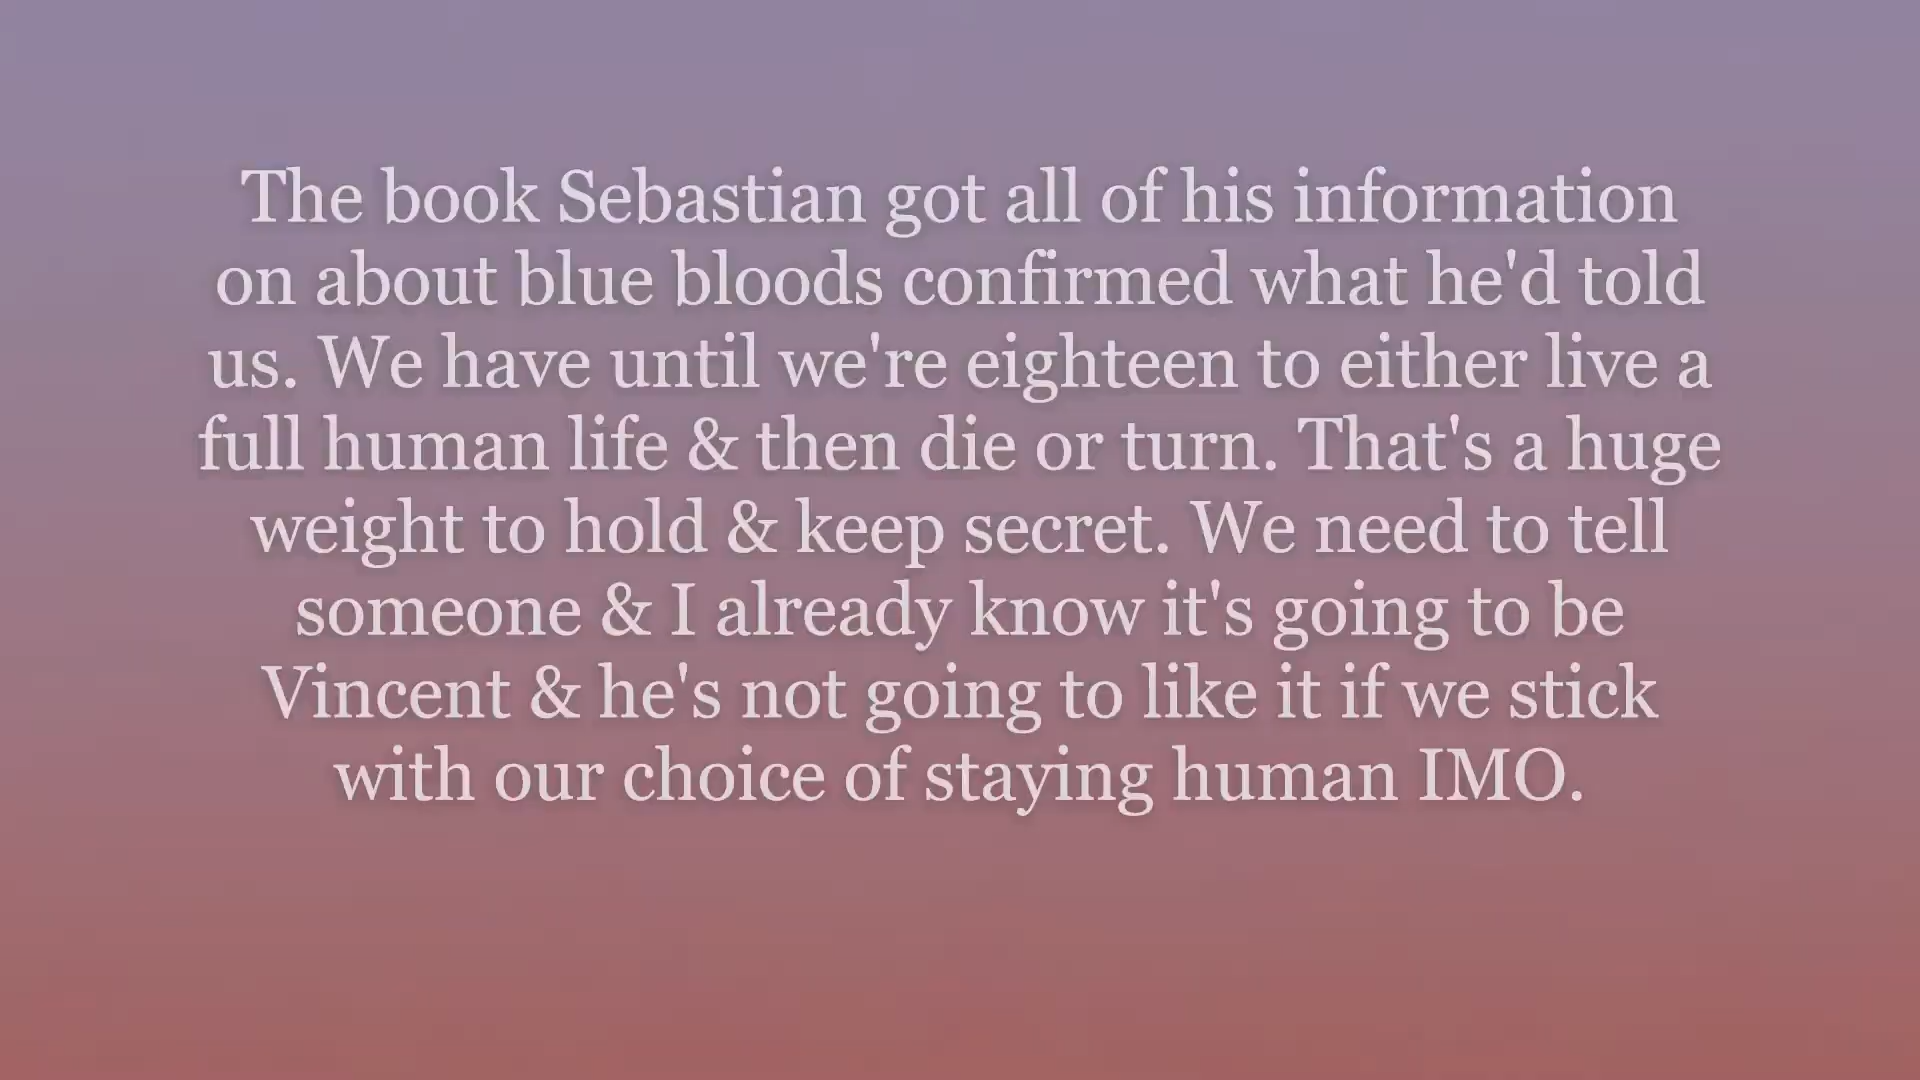 The book Sebastian got all of his information
on about blue bloods confirmed what he'd told
us. We have until we're eighteen to either live a
full human life & then die or turn. That's a huge
weight to hold & keep secret. We need to tell
someone & I already know it's going to be
Vincent & he's not going to like it if we stick
with our choice of staying human IMO.